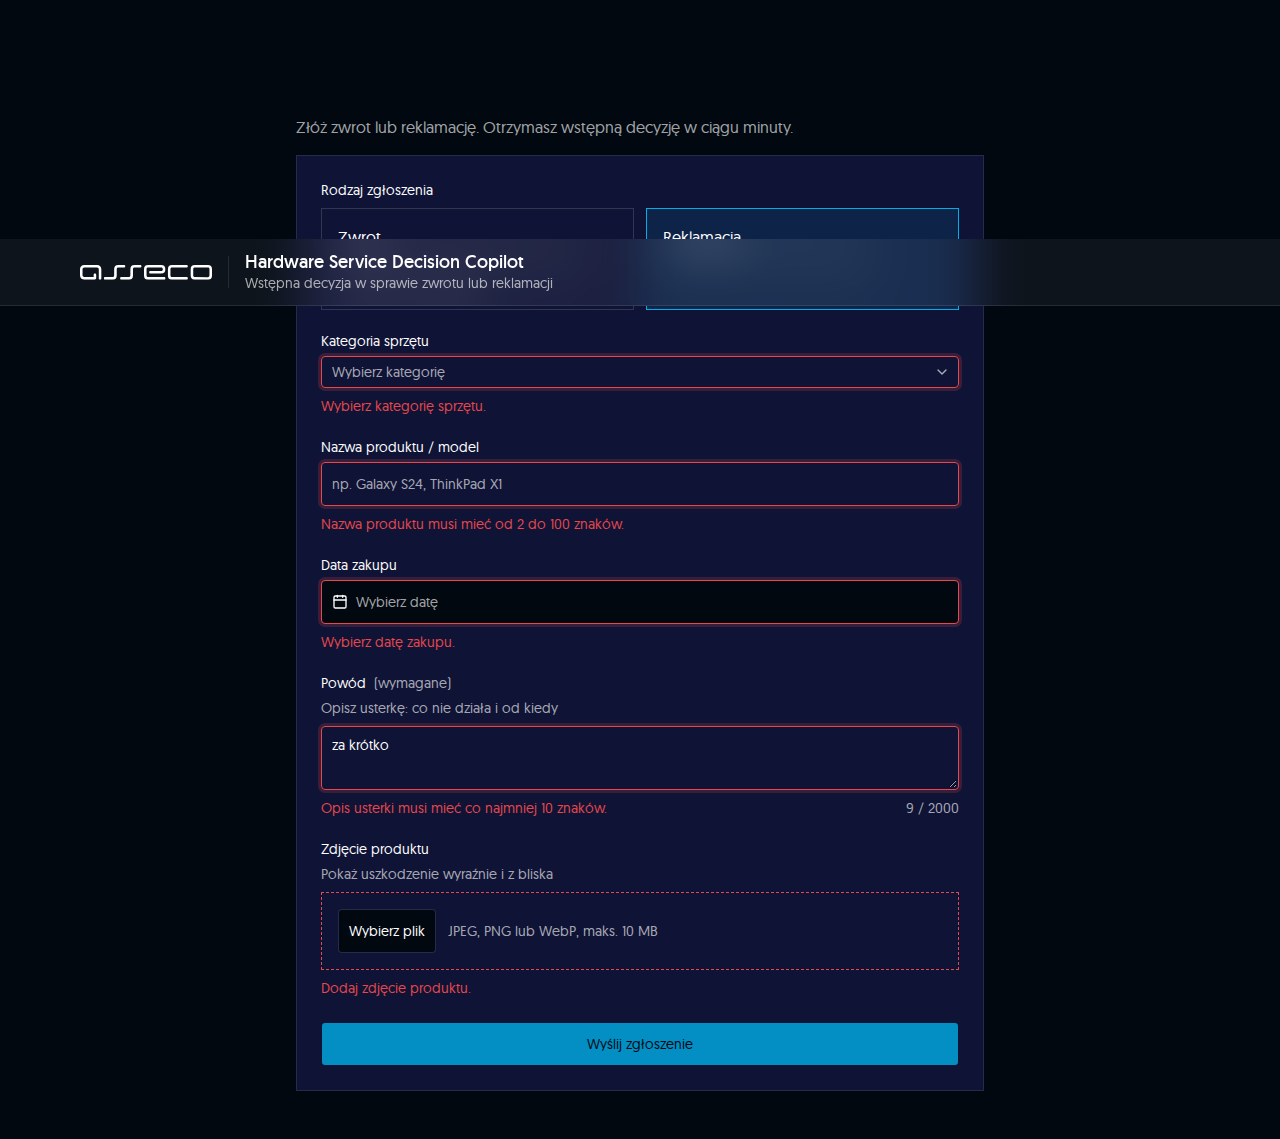 Złóż zwrot lub reklamację. Otrzymasz wstępną decyzję w ciągu minuty.
Rodzaj zgłoszenia
Zwrot
Reklamacja
asseco
Hardware Service Decision Copilot
Wstępna decyzja w sprawie zwrotu lub reklamacji
Kategoria sprzętu
Wybierz kategorię
Wybierz kategorię sprzętu.
Nazwa produktu / model
np. Galaxy S24, ThinkPad X1
Nazwa produktu musi mieć od 2 do 100 znaków.
Data zakupu
Wybierz datę
Wybierz datę zakupu.
Powód (wymagane)
Opisz usterkę: co nie działa i od kiedy
za krótko
Opis usterki musi mieć co najmniej 10 znaków.
9 / 2000
Zdjęcie produktu
Pokaż uszkodzenie wyraźnie i z bliska
Wybierz plik
JPEG, PNG lub WebP, maks. 10 MB
Dodaj zdjęcie produktu.
Wyślij zgłoszenie